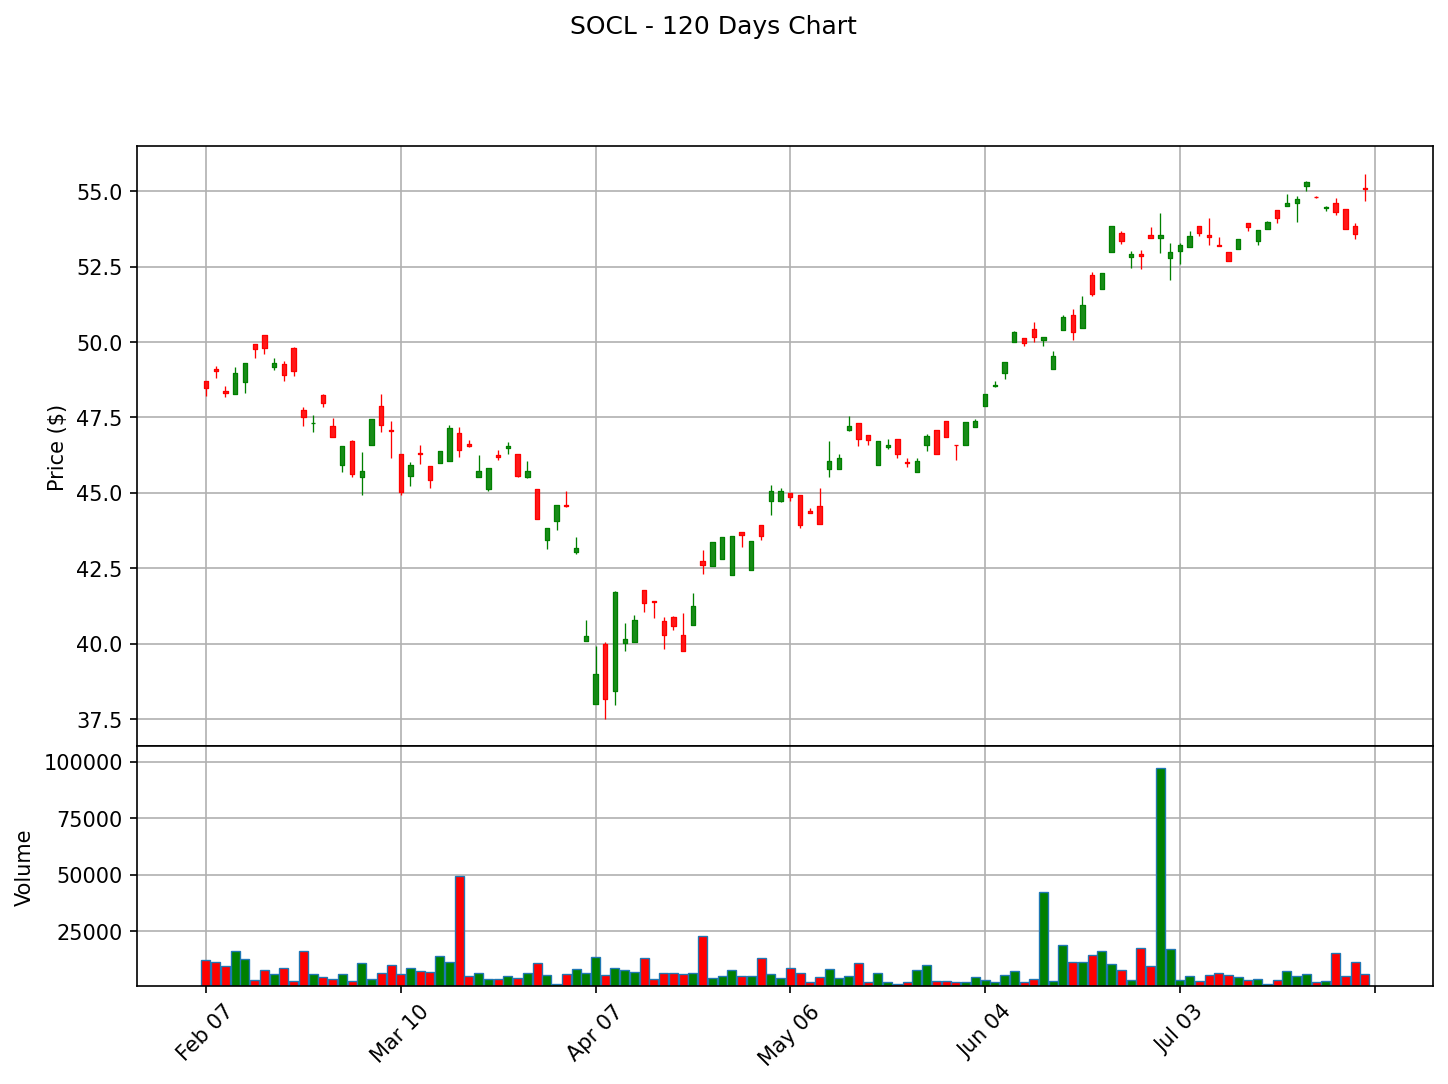 SOCL - 120 Days Chart
Price ($)
55.0
52.5
50.0
47.5
45.0
42.5
40.0
37.5
Volume
100000
75000
50000
25000
Feb 07
Mar 10
Apr 07
May 06
Jun 04
Jul 03